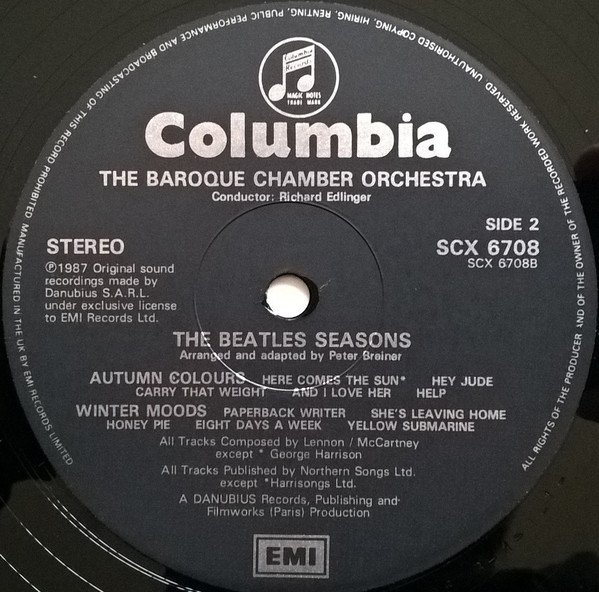 Columbia
Records
MAGIC NOTES
TRADE MARK
Columbia
THE BAROQUE CHAMBER ORCHESTRA
Conductor: Richard Edlinger
SIDE 2
STEREO
SCX 6708
SCX 6708B
Ⓟ1987 Original sound
recordings made by
Danubius S.A.R.L.
under exclusive license
to EMI Records Ltd.
THE BEATLES SEASONS
Arranged and adapted by Peter Breiner
AUTUMN COLOURS HERE COMES THE SUN* HEY JUDE
CARRY THAT WEIGHT AND I LOVE HER HELP
WINTER MOODS PAPERBACK WRITER SHE'S LEAVING HOME
HONEY PIE EIGHT DAYS A WEEK YELLOW SUBMARINE
All Tracks Composed by Lennon / McCartney
except * George Harrison
All Tracks Published by Northern Songs Ltd.
except *Harrisongs Ltd.
A DANUBIUS Records, Publishing and
Filmworks (Paris) Production
EMI
ALL RIGHTS OF THE PRODUCER AND OF THE OWNER OF THE RECORDED WORK RESERVED UNAUTHORISED COPYING, HIRING, RENTING, PUBLIC PERFORMANCE AND BROADCASTING OF THIS RECORD PROHIBITED MANUFACTURED IN THE UK BY EMI RECORDS LIMITED